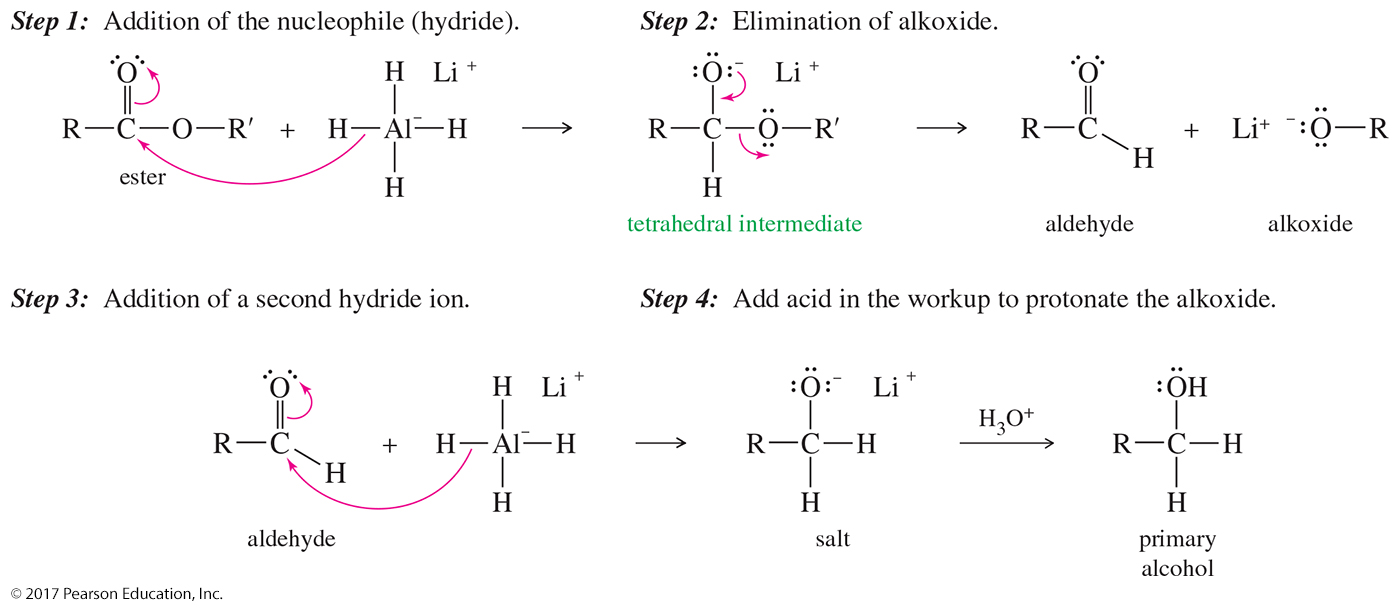 Step 1: Addition of the nucleophile (hydride).
Step 2: Elimination of alkoxide.
O
R—C—O—R′ + H—Al⁻—H
H Li⁺
H
ester
⟶
:Ö:⁻ Li⁺
R—C—Ö—R′
H
tetrahedral intermediate
⟶
O
R—C
H
aldehyde
+
Li⁺ ⁻:Ö—R
alkoxide
Step 3: Addition of a second hydride ion.
Step 4: Add acid in the workup to protonate the alkoxide.
O
R—C
H
aldehyde
+
H Li⁺
H—Al⁻—H
H
⟶
:Ö:⁻ Li⁺
R—C—H
H
salt
H₃O⁺
⟶
:ÖH
R—C—H
H
primary
alcohol
© 2017 Pearson Education, Inc.